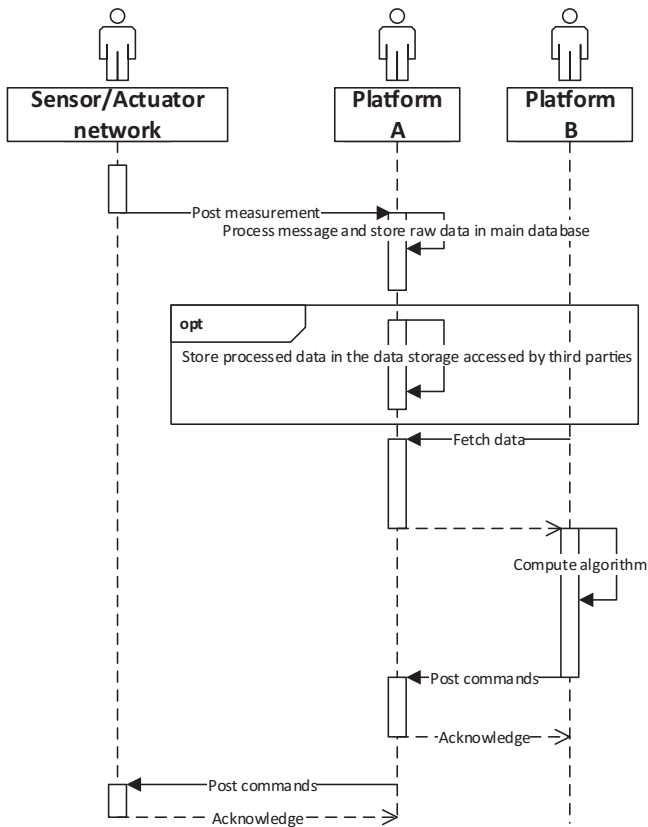 Sensor/Actuator
network
Platform
A
Platform
B
Post measurement
Process message and store raw data in main database
opt
Store processed data in the data storage accessed by third parties
Fetch data
Compute algorithm
Post commands
Acknowledge
Post commands
Acknowledge